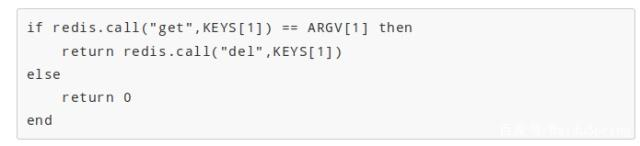 if redis.call("get",KEYS[1]) == ARGV[1] then
    return redis.call("del",KEYS[1])
else
    return 0
end